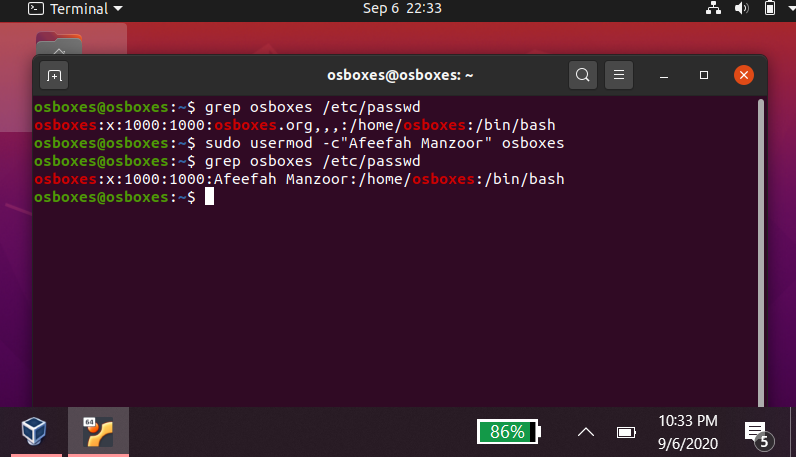 Terminal
Sep 6 22:33
osboxes@osboxes: ~
osboxes@osboxes:~$ grep osboxes /etc/passwd
osboxes:x:1000:1000:osboxes.org,,,:/home/osboxes:/bin/bash
osboxes@osboxes:~$ sudo usermod -c"Afeefah Manzoor" osboxes
osboxes@osboxes:~$ grep osboxes /etc/passwd
osboxes:x:1000:1000:Afeefah Manzoor:/home/osboxes:/bin/bash
osboxes@osboxes:~$
64
86%
10:33 PM
9/6/2020
5